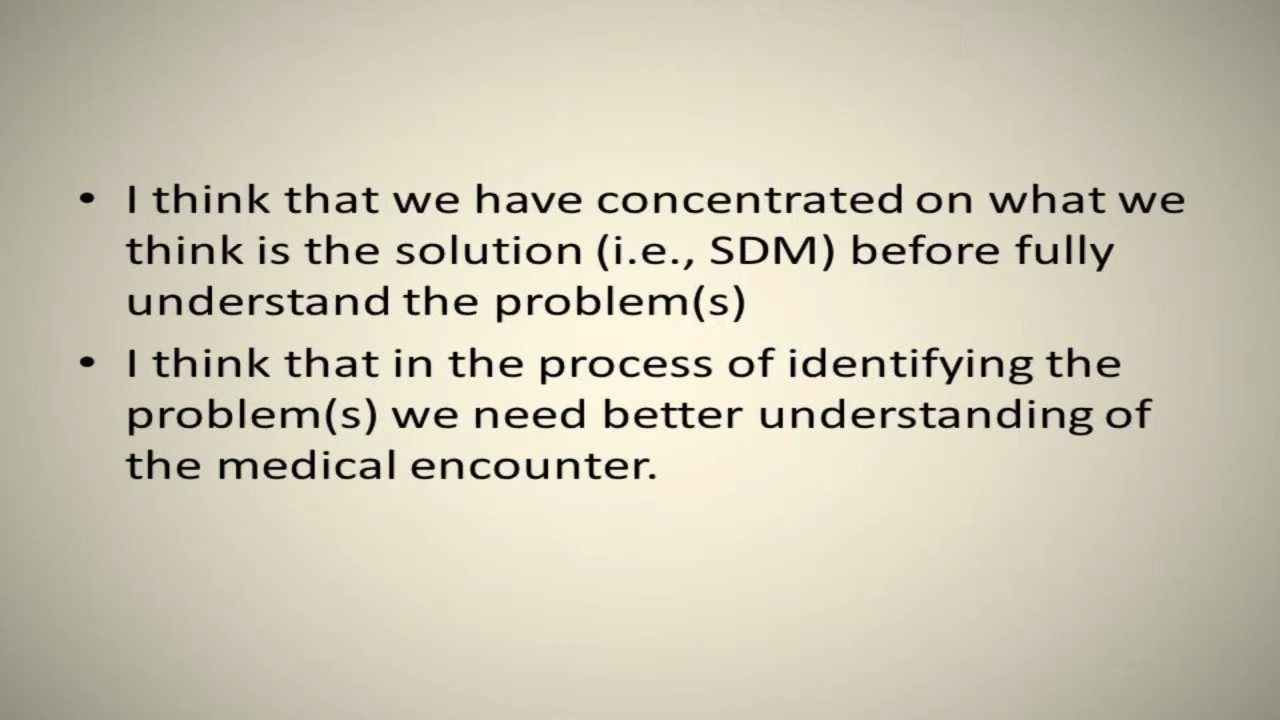 • I think that we have concentrated on what we
think is the solution (i.e., SDM) before fully
understand the problem(s)
• I think that in the process of identifying the
problem(s) we need better understanding of
the medical encounter.